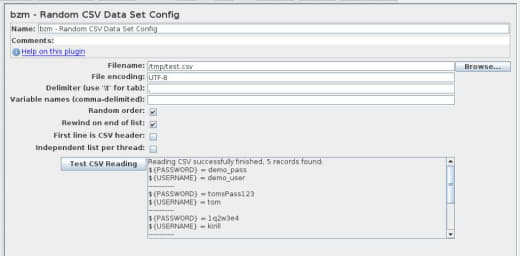 bzm - Random CSV Data Set Config
Name: bzm - Random CSV Data Set Config
Comments:
Help on this plugin
Filename: /tmp/test.csv Browse...
File encoding: UTF-8
Delimiter (use '\t' for tab): ,
Variable names (comma-delimited):
Random order:
Rewind on end of list:
First line is CSV header:
Independent list per thread:
Test CSV Reading
Reading CSV successfully finished, 5 records found:
${PASSWORD} = demo_pass
${USERNAME} = demo_user
----------
${PASSWORD} = tomsPass123
${USERNAME} = tom
----------
${PASSWORD} = 1q2w3e4
${USERNAME} = kirill
----------